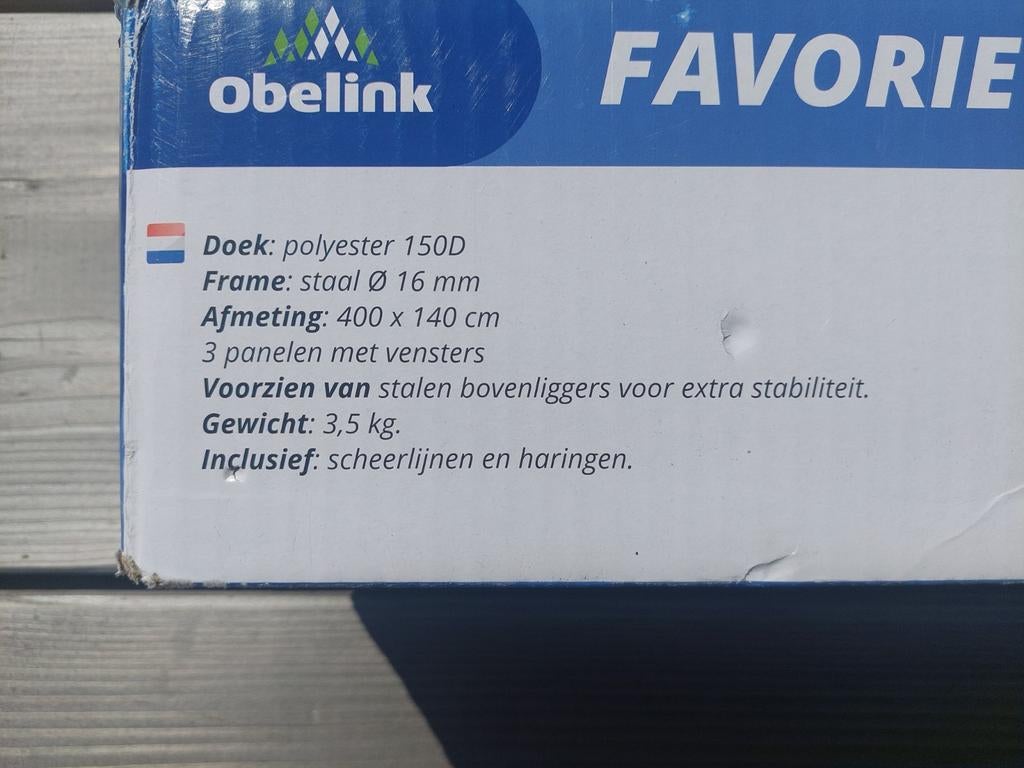 Obelink
FAVORIE
Doek: polyester 150D
Frame: staal Ø 16 mm
Afmeting: 400 x 140 cm
3 panelen met vensters
Voorzien van stalen bovenliggers voor extra stabiliteit.
Gewicht: 3,5 kg.
Inclusief: scheerlijnen en haringen.